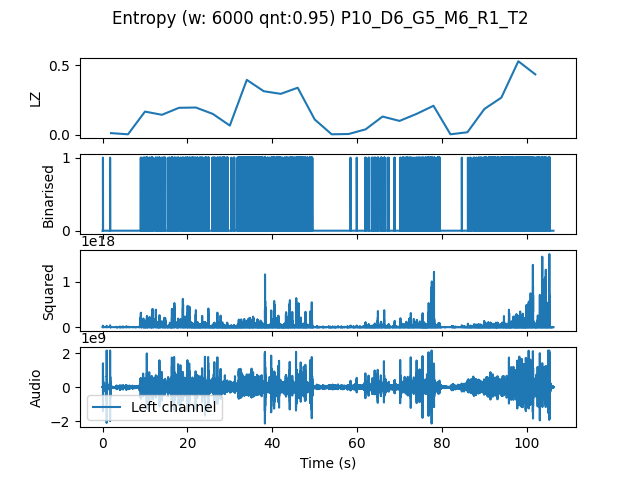 Entropy (w: 6000 qnt:0.95) P10_D6_G5_M6_R1_T2
0.5
LZ
0.0
1
Binarised
0
1e18
1
Squared
0
1e9
2
Audio
0
Left channel
−2
0 20 40 60 80 100
Time (s)